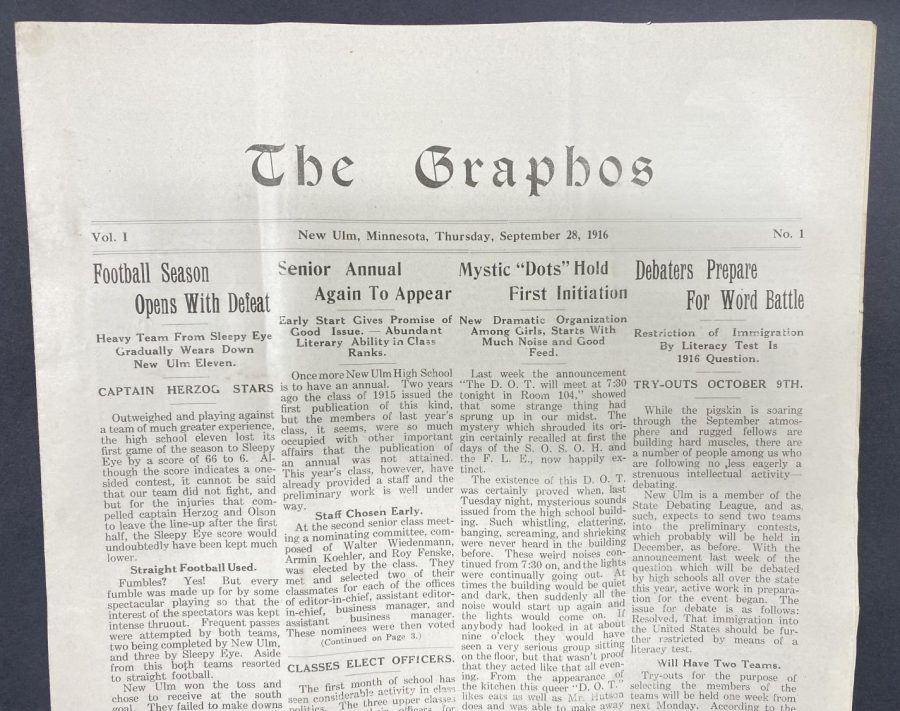 The Graphos
Vol. I
New Ulm, Minnesota, Thursday, September 28, 1916
No. 1
Football Season
Opens With Defeat
Heavy Team From Sleepy Eye
Gradually Wears Down
New Ulm Eleven.
CAPTAIN HERZOG STARS
Outweighed and playing against
a team of much greater experience,
the high school eleven lost its
first game of the season to Sleepy
Eye by a score of 66 to 6. Al-
though the score indicates a one-
sided contest, it cannot be said
that our team did not fight, and
but for the injuries that com-
pelled captain Herzog and Olson
to leave the line-up after the first
half, the Sleepy Eye score would
undoubtedly have been kept much
lower.
Straight Football Used.
Fumbles? Yes! But every
fumble was made up for by some
spectacular playing so that the
interest of the spectators was kept
intense thruout. Frequent passes
were attempted by both teams,
two being completed by New Ulm,
and three by Sleepy Eye. Aside
from this both teams resorted
to straight football.
New Ulm won the toss and
chose to receive at the south
goal. They failed to make downs
Senior Annual
Again To Appear
Early Start Gives Promise of
Good Issue. — Abundant
Literary Ability in Class
Ranks.
Once more New Ulm High School
is to have an annual. Two years
ago the class of 1915 issued the
first publication of this kind,
but the members of last year's
class, it seems, were so much
occupied with other important
affairs that the publication of
an annual was not attained.
This year's class, however, have
already provided a staff and the
preliminary work is well under
way.
Staff Chosen Early.
At the second senior class meet-
ing a nominating committee, com-
posed of Walter Wiedenmann,
Armin Koehler, and Roy Fenske,
was elected by the class. They
met and selected two of their
classmates for each of the offices
of editor-in-chief, assistant editor-
in-chief, business manager, and
assistant business manager.
These nominees were then voted
(Continued on Page 3.)
CLASSES ELECT OFFICERS.
The first month of school has
seen considerable activity in class
politics. The three upper classes
their officers for
Mystic "Dots" Hold
First Initiation
New Dramatic Organization
Among Girls, Starts With
Much Noise and Good
Feed.
Last week the announcement
"The D. O. T. will meet at 7:30
tonight in Room 104," showed
that some strange thing had
sprung up in our midst. The
mystery which shrouded its ori-
gin certainly recalled at first the
days of the S. O. S. O. H. and
the F. L. E., now happily ex-
tinct.
The existence of this D. O. T.
was certainly proved when, last
Tuesday night, mysterious sounds
issued from the high school build-
ing. Such whistling, clattering,
banging, screaming, and shrieking
were never heard in the building
before. These weird noises con-
tinued from 7:30 on, and the lights
were continually going out. At
times the building would be quiet
and dark, then suddenly all the
noise would start up again and
the lights would come on. If
anybody had looked in at about
nine o'clock they would have
seen a very serious group sitting
on the floor, but that wasn't proof
that they acted like that all even-
ing. From the appearance of
the kitchen this queer "D. O. T."
likes eats as well as Mr. Hutson
does and was able to make away
Debaters Prepare
For Word Battle
Restriction of Immigration
By Literacy Test Is
1916 Question.
TRY-OUTS OCTOBER 9TH.
While the pigskin is soaring
through the September atmos-
phere and rugged fellows are
building hard muscles, there are
a number of people among us who
are following no less eagerly a
strenuous intellectual activity—
debating.
New Ulm is a member of the
State Debating League, and as
such, expects to send two teams
into the preliminary contests,
which probably will be held in
December, as before. With the
announcement last week of the
question which will be debated
by high schools all over the state
this year, active work in prepara-
tion for the event began. The
issue for debate is as follows:
Resolved, That immigration into
the United States should be fur-
ther restricted by means of a
literacy test.
Will Have Two Teams.
Try-outs for the purpose of
selecting the members of the
teams will be held one week from
next Monday. According to the